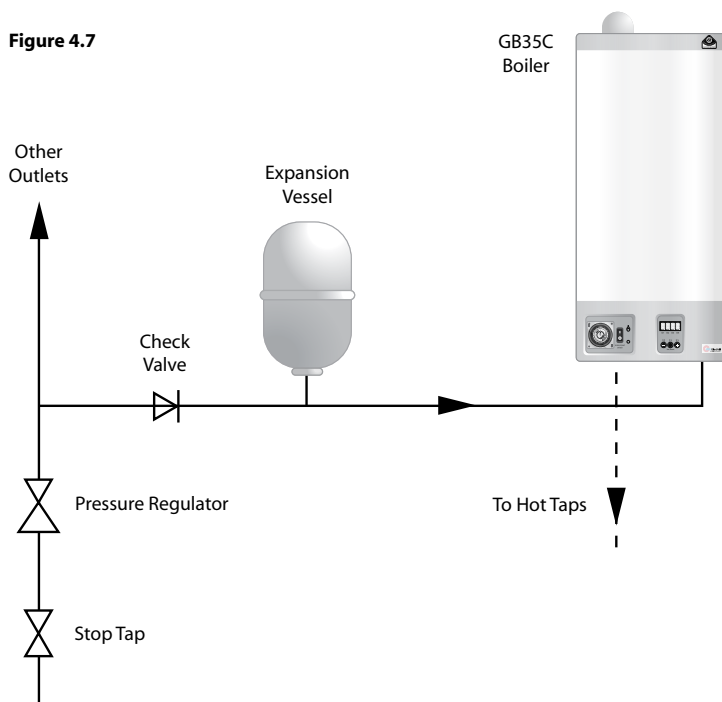 Figure 4.7
GB35C
Boiler
Other
Outlets
Expansion
Vessel
Check
Valve
Pressure Regulator
To Hot Taps
Stop Tap